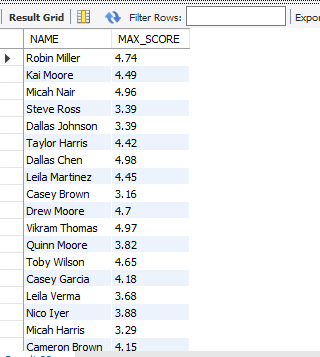 Result Grid Filter Rows: Expor
NAME MAX_SCORE
Robin Miller 4.74
Kai Moore 4.49
Micah Nair 4.96
Steve Ross 3.39
Dallas Johnson 3.39
Taylor Harris 4.42
Dallas Chen 4.98
Leila Martinez 4.45
Casey Brown 3.16
Drew Moore 4.7
Vikram Thomas 4.97
Quinn Moore 3.82
Toby Wilson 4.65
Casey Garcia 4.18
Leila Verma 3.68
Nico Iyer 3.88
Micah Harris 3.29
Cameron Brown 4.15